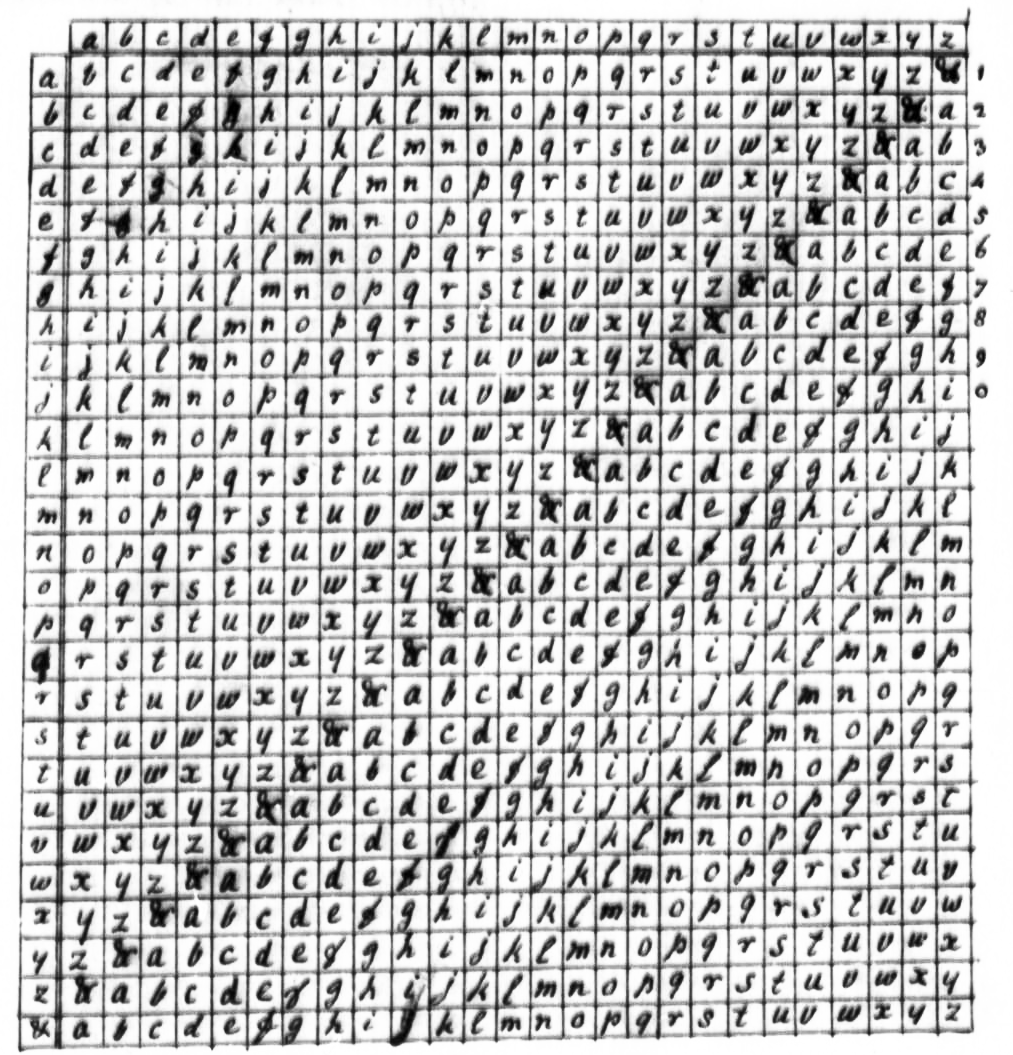 a b c d e f g h i j k l m n o p q r s t u v w x y z
a b c d e f g h i j k l m n o p q r s t u v w x y z & 1
b c d e f g h i j k l m n o p q r s t u v w x y z & a 2
c d e f g h i j k l m n o p q r s t u v w x y z & a b 3
d e f g h i j k l m n o p q r s t u v w x y z & a b c 4
e f g h i j k l m n o p q r s t u v w x y z & a b c d 5
f g h i j k l m n o p q r s t u v w x y z & a b c d e 6
g h i j k l m n o p q r s t u v w x y z & a b c d e f 7
h i j k l m n o p q r s t u v w x y z & a b c d e f g 8
i j k l m n o p q r s t u v w x y z & a b c d e f g h 9
j k l m n o p q r s t u v w x y z & a b c d e f g h i 0
k l m n o p q r s t u v w x y z & a b c d e f g h i j
l m n o p q r s t u v w x y z & a b c d e f g h i j k
m n o p q r s t u v w x y z & a b c d e f g h i j k l
n o p q r s t u v w x y z & a b c d e f g h i j k l m
o p q r s t u v w x y z & a b c d e f g h i j k l m n
p q r s t u v w x y z & a b c d e f g h i j k l m n o
q r s t u v w x y z & a b c d e f g h i j k l m n o p
r s t u v w x y z & a b c d e f g h i j k l m n o p q
s t u v w x y z & a b c d e f g h i j k l m n o p q r
t u v w x y z & a b c d e f g h i j k l m n o p q r s
u v w x y z & a b c d e f g h i j k l m n o p q r s t
v w x y z & a b c d e f g h i j k l m n o p q r s t u
w x y z & a b c d e f g h i j k l m n o p q r s t u v
x y z & a b c d e f g h i j k l m n o p q r s t u v w
y z & a b c d e f g h i j k l m n o p q r s t u v w x
z & a b c d e f g h i j k l m n o p q r s t u v w x y
& a b c d e f g h i j k l m n o p q r s t u v w x y z